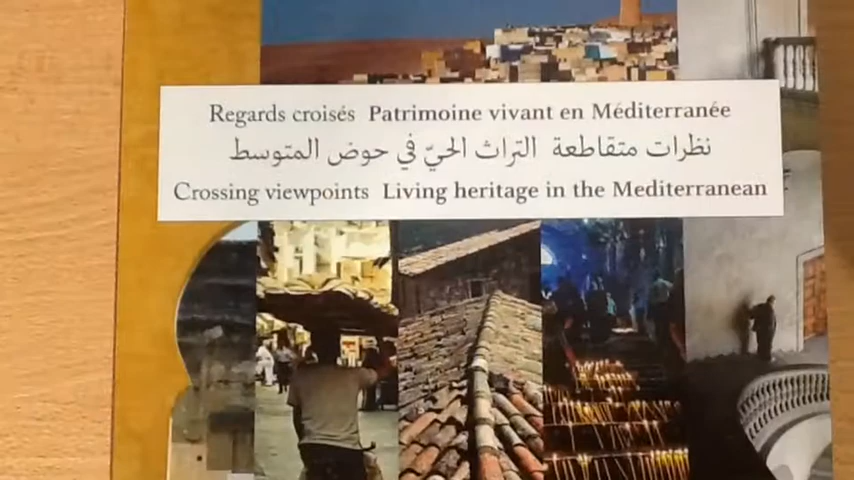 Regards croisés Patrimoine vivant en Méditerranée
نظرات متقاطعة التراث الحيّ في حوض المتوسط
Crossing viewpoints Living heritage in the Mediterranean